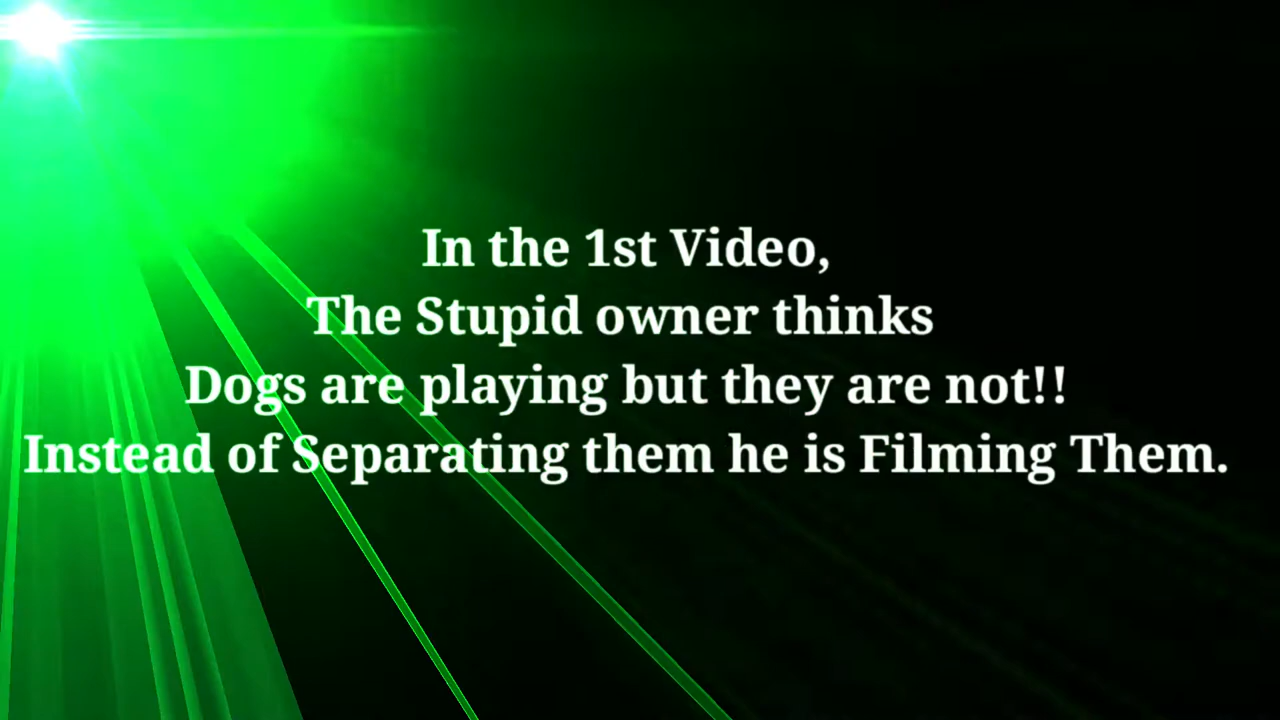 In the 1st Video,
The Stupid owner thinks
Dogs are playing but they are not!!
Instead of Separating them he is Filming Them.